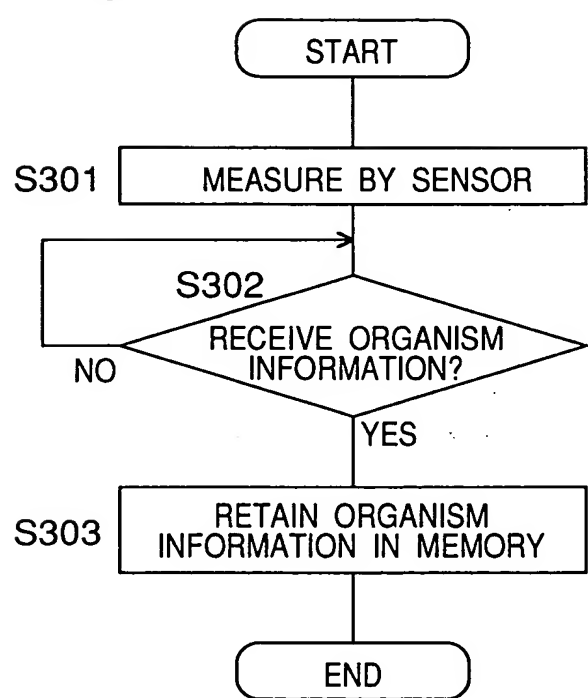 START
S301
MEASURE BY SENSOR
S302
RECEIVE ORGANISM
INFORMATION?
NO
YES
S303
RETAIN ORGANISM
INFORMATION IN MEMORY
END